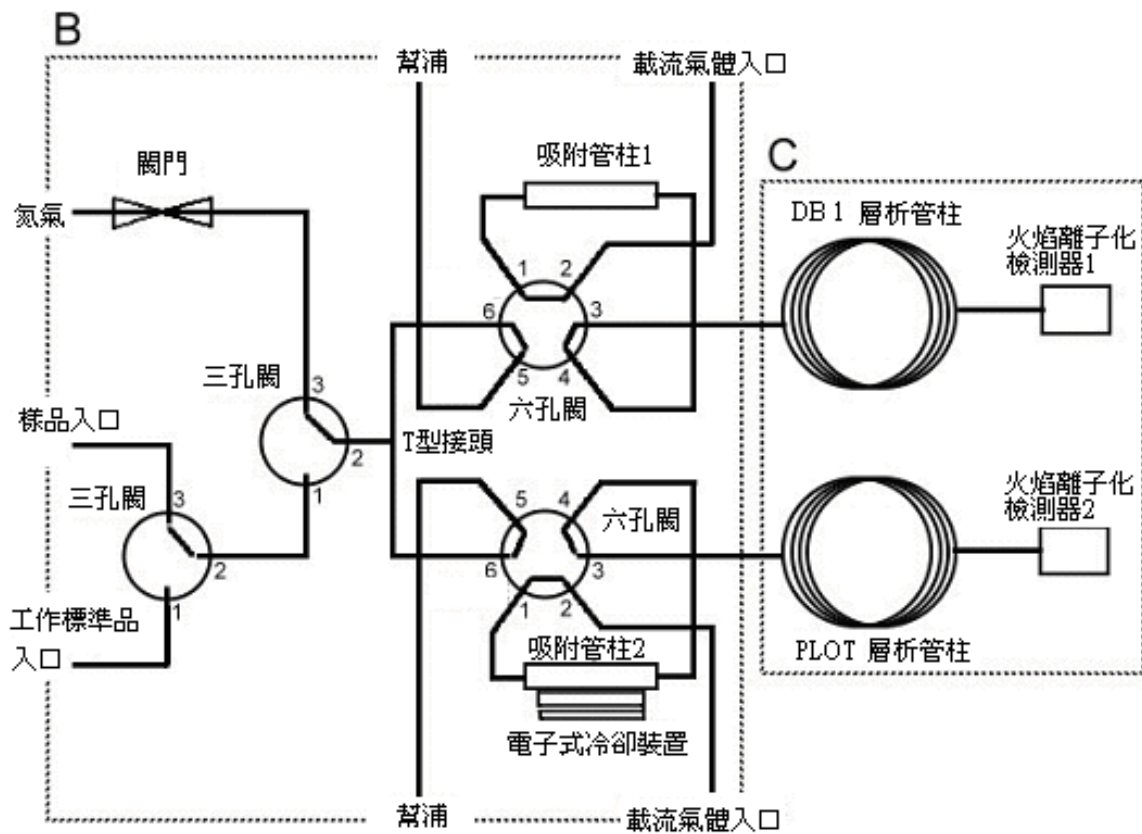 B
幫浦
載流氣體入口
閥門
吸附管柱1
氮氣
C
DB1 層析管柱
火焰離子化
檢測器1
1
2
6
3
5
4
三孔閥
3
六孔閥
樣品入口
T型接頭
2
1
三孔閥
3
5
4
六孔閥
火焰離子化
檢測器2
2
6
3
1
1
2
工作標準品
入口
吸附管柱2
PLOT 層析管柱
電子式冷卻裝置
幫浦
載流氣體入口